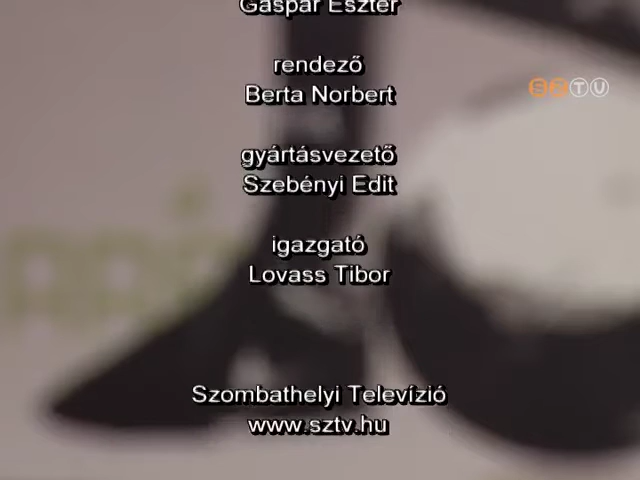 Gáspár Eszter
rendező
Berta Norbert
SZTV
gyártásvezető
Szebényi Edit
igazgató
Lovass Tibor
Szombathelyi Televízió
www.sztv.hu